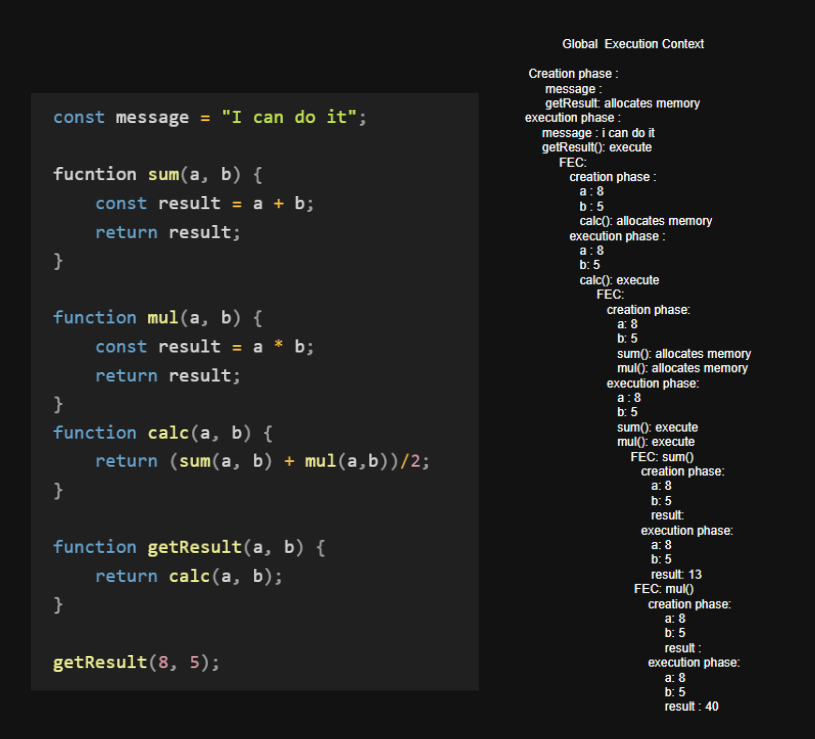 const message = "I can do it";
fucntion sum(a, b) {
const result = a + b;
return result;
}
function mul(a, b) {
const result = a * b;
return result;
}
function calc(a, b) {
return (sum(a, b) + mul(a,b))/2;
}
function getResult(a, b) {
return calc(a, b);
}
getResult(8, 5);
Global Execution Context
Creation phase :
message :
getResult: allocates memory
execution phase :
message : i can do it
getResult(): execute
FEC:
creation phase :
a : 8
b : 5
calc(): allocates memory
execution phase :
a : 8
b: 5
calc(): execute
FEC:
creation phase:
a: 8
b: 5
sum(): allocates memory
mul(): allocates memory
execution phase:
a : 8
b: 5
sum(): execute
mul(): execute
FEC: sum()
creation phase:
a: 8
b: 5
result:
execution phase:
a: 8
b: 5
result: 13
FEC: mul()
creation phase:
a: 8
b: 5
result :
execution phase:
a: 8
b: 5
result : 40